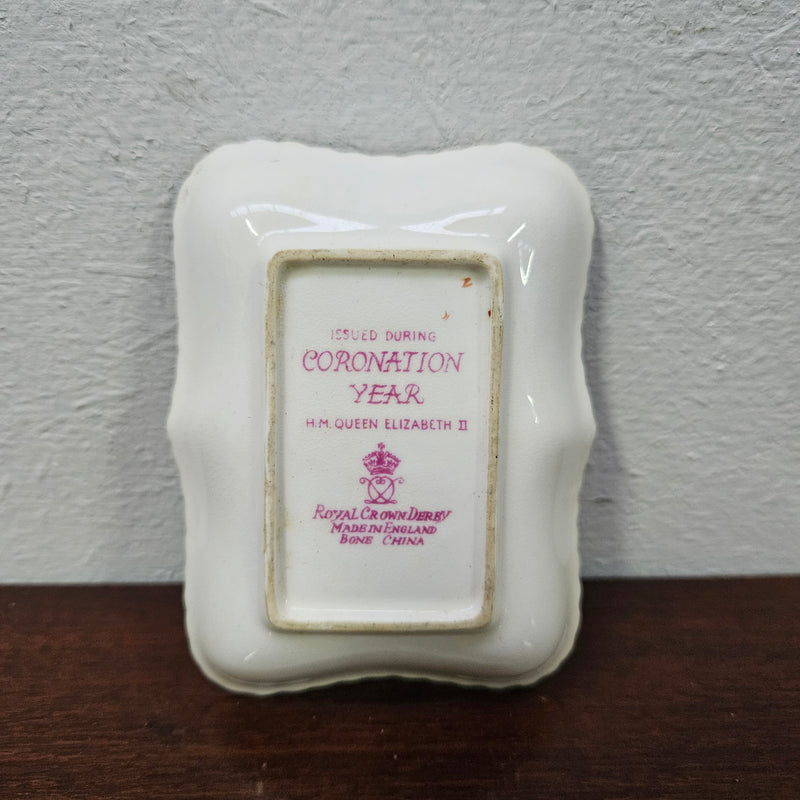 ISSUED DURING
CORONATION
YEAR
H.M. QUEEN ELIZABETH II
ROYAL CROWN DERBY
MADE IN ENGLAND
BONE CHINA